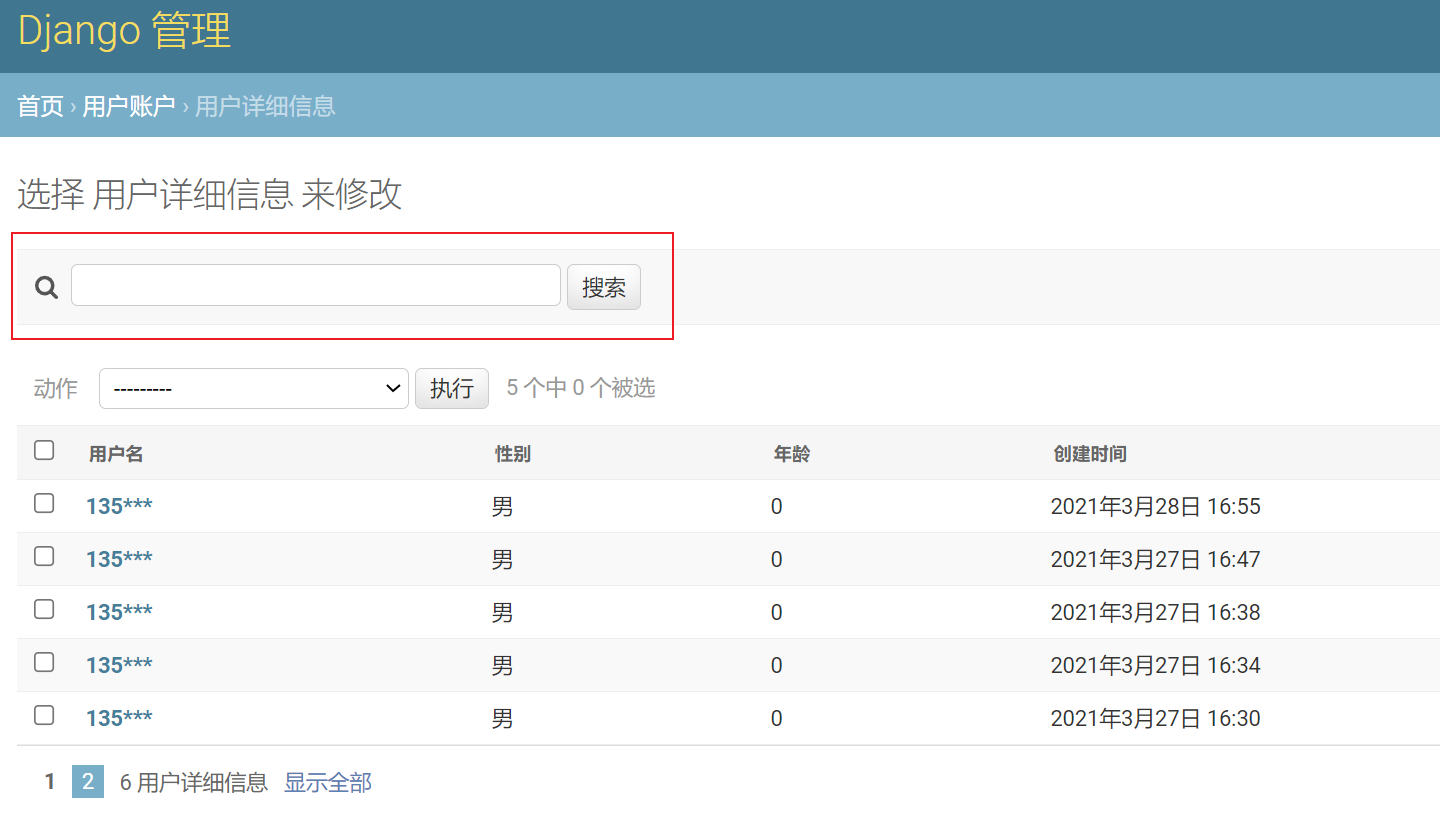 Django 管理
首页 › 用户账户 › 用户详细信息
选择 用户详细信息 来修改
搜索
动作 --------- 执行 5 个中 0 个被选
用户名 性别 年龄 创建时间
135*** 男 0 2021年3月28日 16:55
135*** 男 0 2021年3月27日 16:47
135*** 男 0 2021年3月27日 16:38
135*** 男 0 2021年3月27日 16:34
135*** 男 0 2021年3月27日 16:30
1 2 6 用户详细信息 显示全部